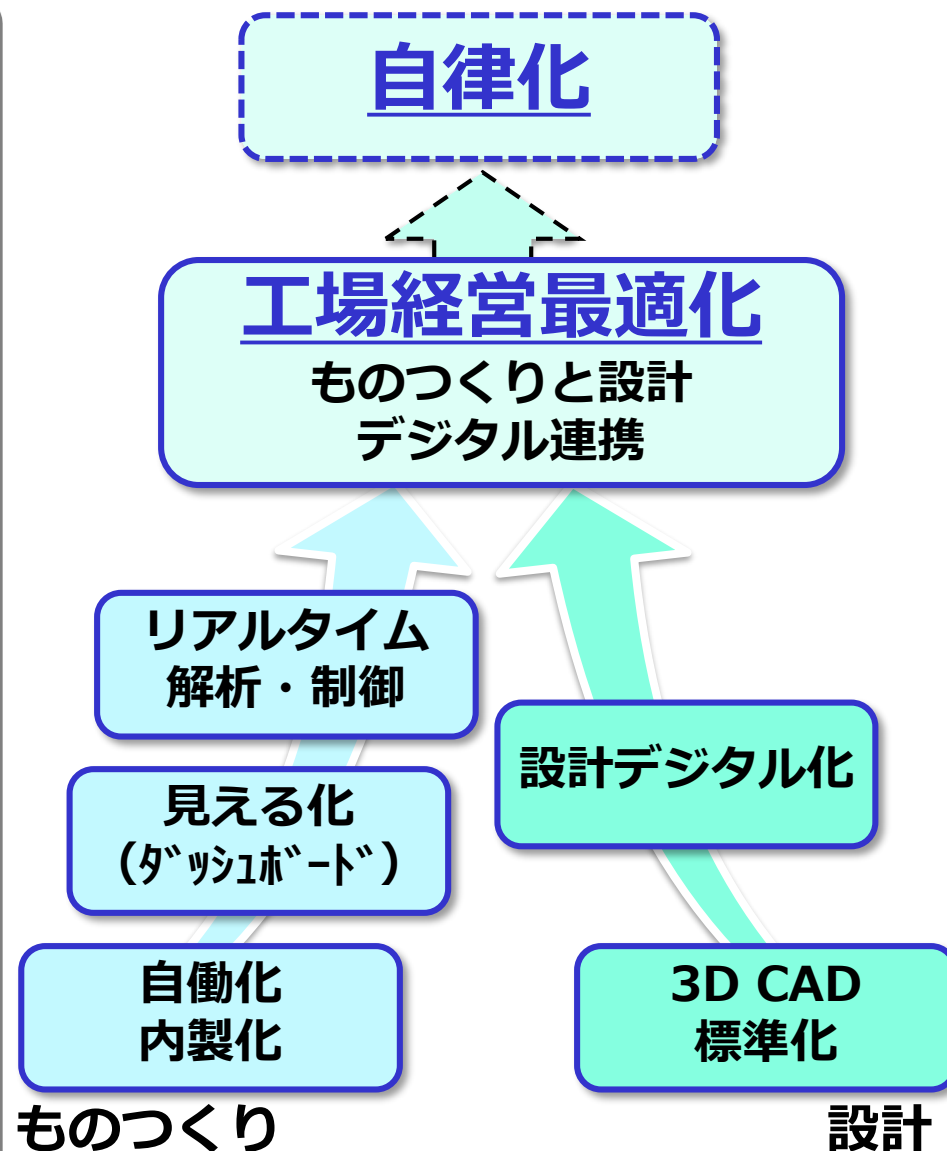 自律化
工場経営最適化
ものつくりと設計
デジタル連携
リアルタイム
解析・制御
見える化
(ﾀﾞｯｼｭﾎﾞｰﾄﾞ)
自働化
内製化
ものつくり
設計デジタル化
3D CAD
標準化
設計